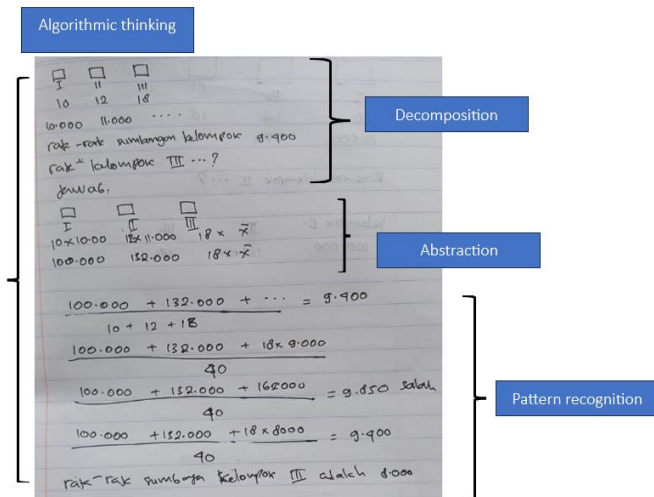 Algorithmic thinking
I II III
10 12 18
10.000 11.000 ....
rak-rak sumbangan kelompok 9.400
rak² kelompok III ...?
Jawab.
I II III
10 x 10.00 12 x 11.000 18 x x̄
100.000 132.000 18 x x̄
100.000 + 132.000 + ... = 9.400
10 + 12 + 18
100.000 + 132.000 + 18 x 9.000
40
100.000 + 132.000 + 162000 = 9.850 salah
40
100.000 + 132.000 + 18 x 8000 = 9.400
40
rak-rak sumbaga kelompok III adalah 8.000
Decomposition
Abstraction
Pattern recognition